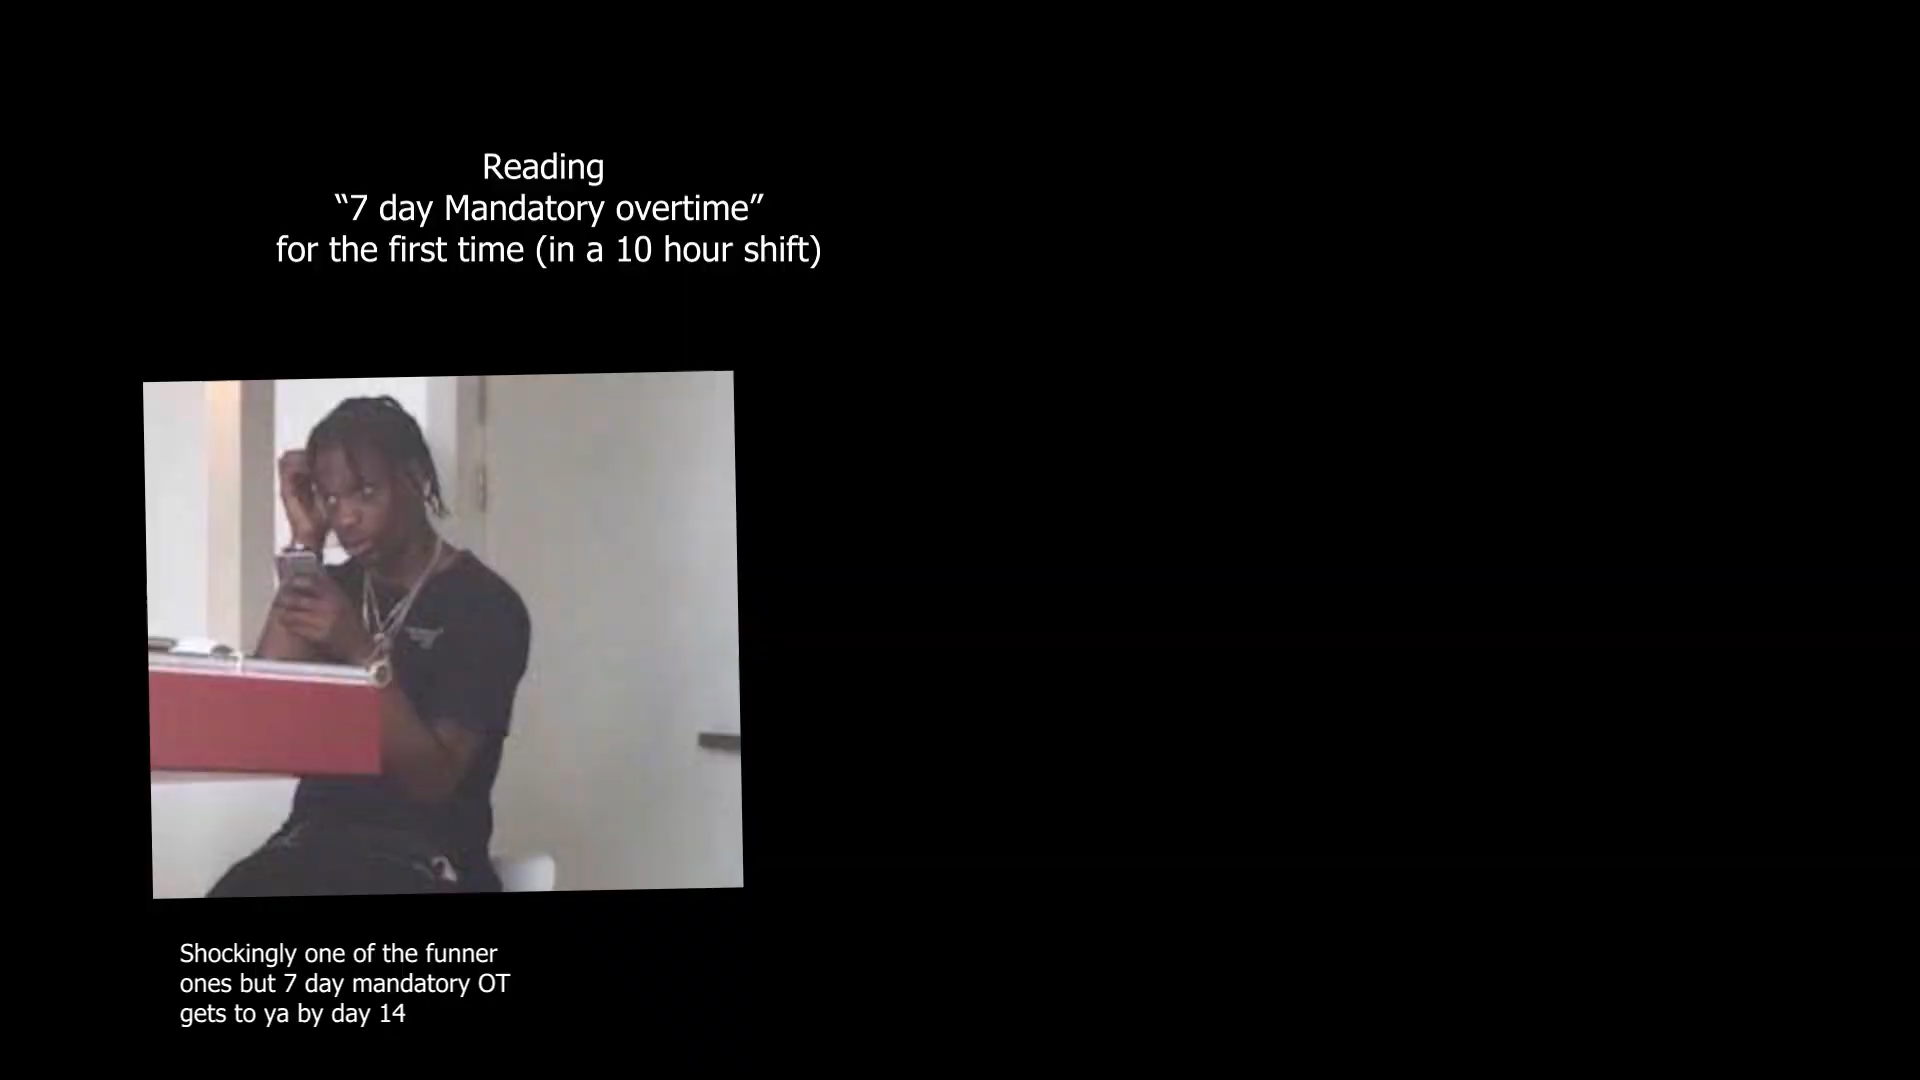 Reading
“7 day Mandatory overtime”
for the first time (in a 10 hour shift)
Shockingly one of the funner
ones but 7 day mandatory OT
gets to ya by day 14